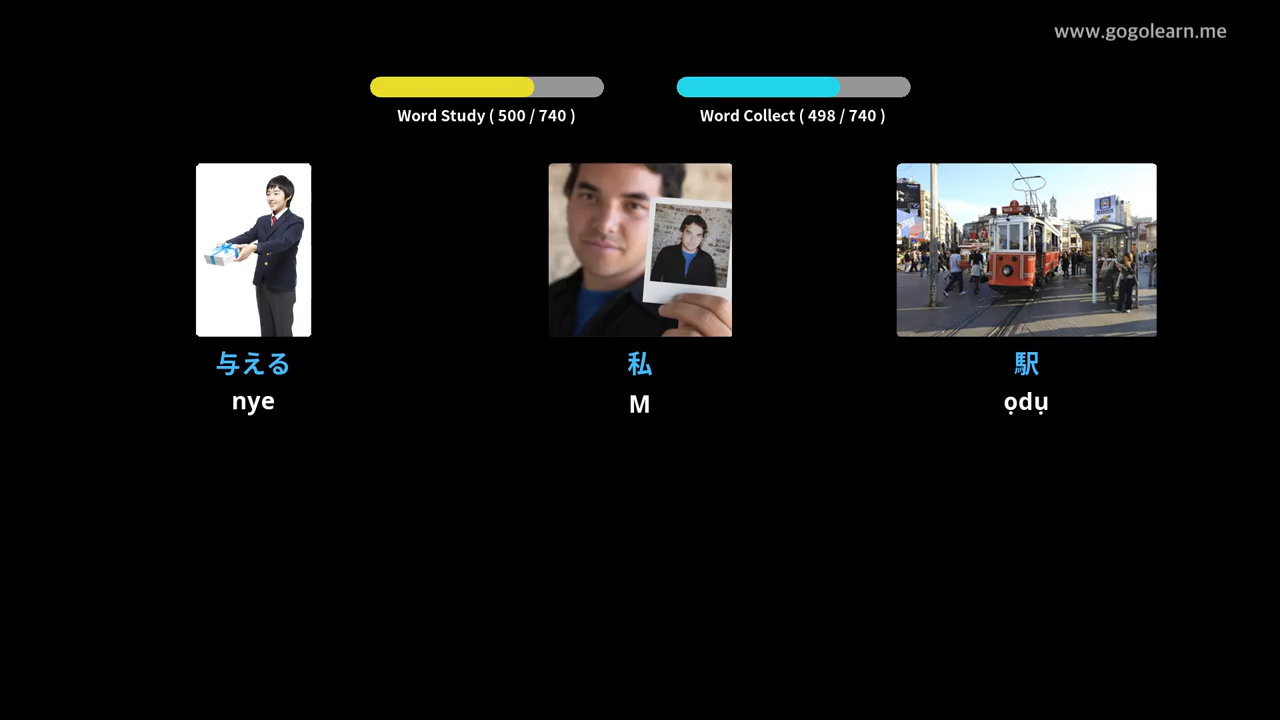 www.gogolearn.me
Word Study ( 500 / 740 )
Word Collect ( 498 / 740 )
与える
私
駅
nye
M
ọdụ